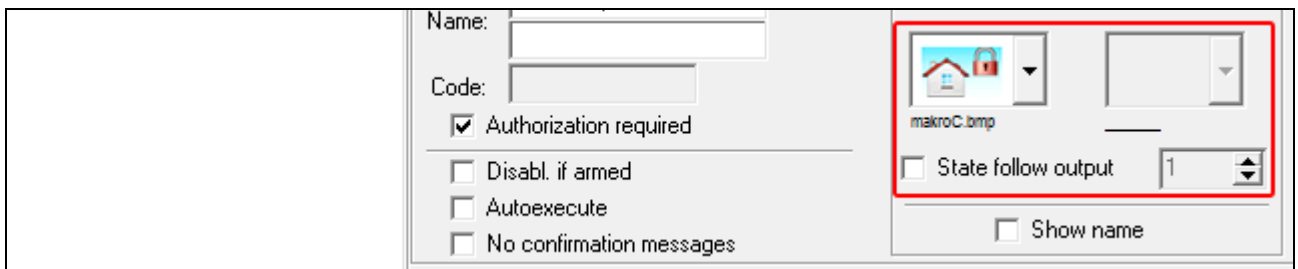 Name:
Code:
Authorization required
Disabl. if armed
Autoexecute
No confirmation messages
makroC.bmp
State follow output 1
Show name